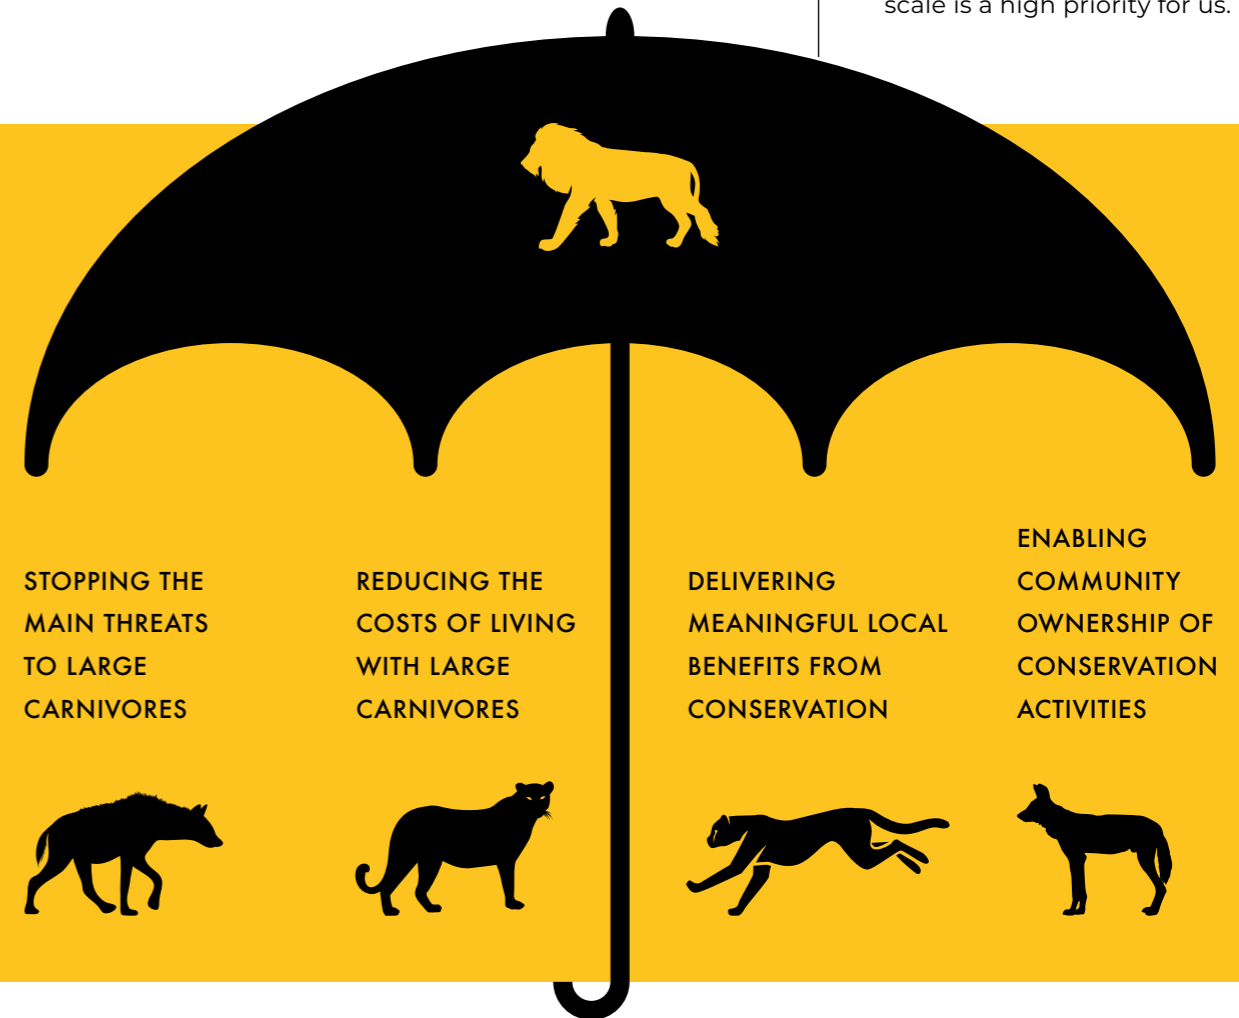 scale is a high priority for us.
STOPPING THE
MAIN THREATS
TO LARGE
CARNIVORES
REDUCING THE
COSTS OF LIVING
WITH LARGE
CARNIVORES
DELIVERING
MEANINGFUL LOCAL
BENEFITS FROM
CONSERVATION
ENABLING
COMMUNITY
OWNERSHIP OF
CONSERVATION
ACTIVITIES